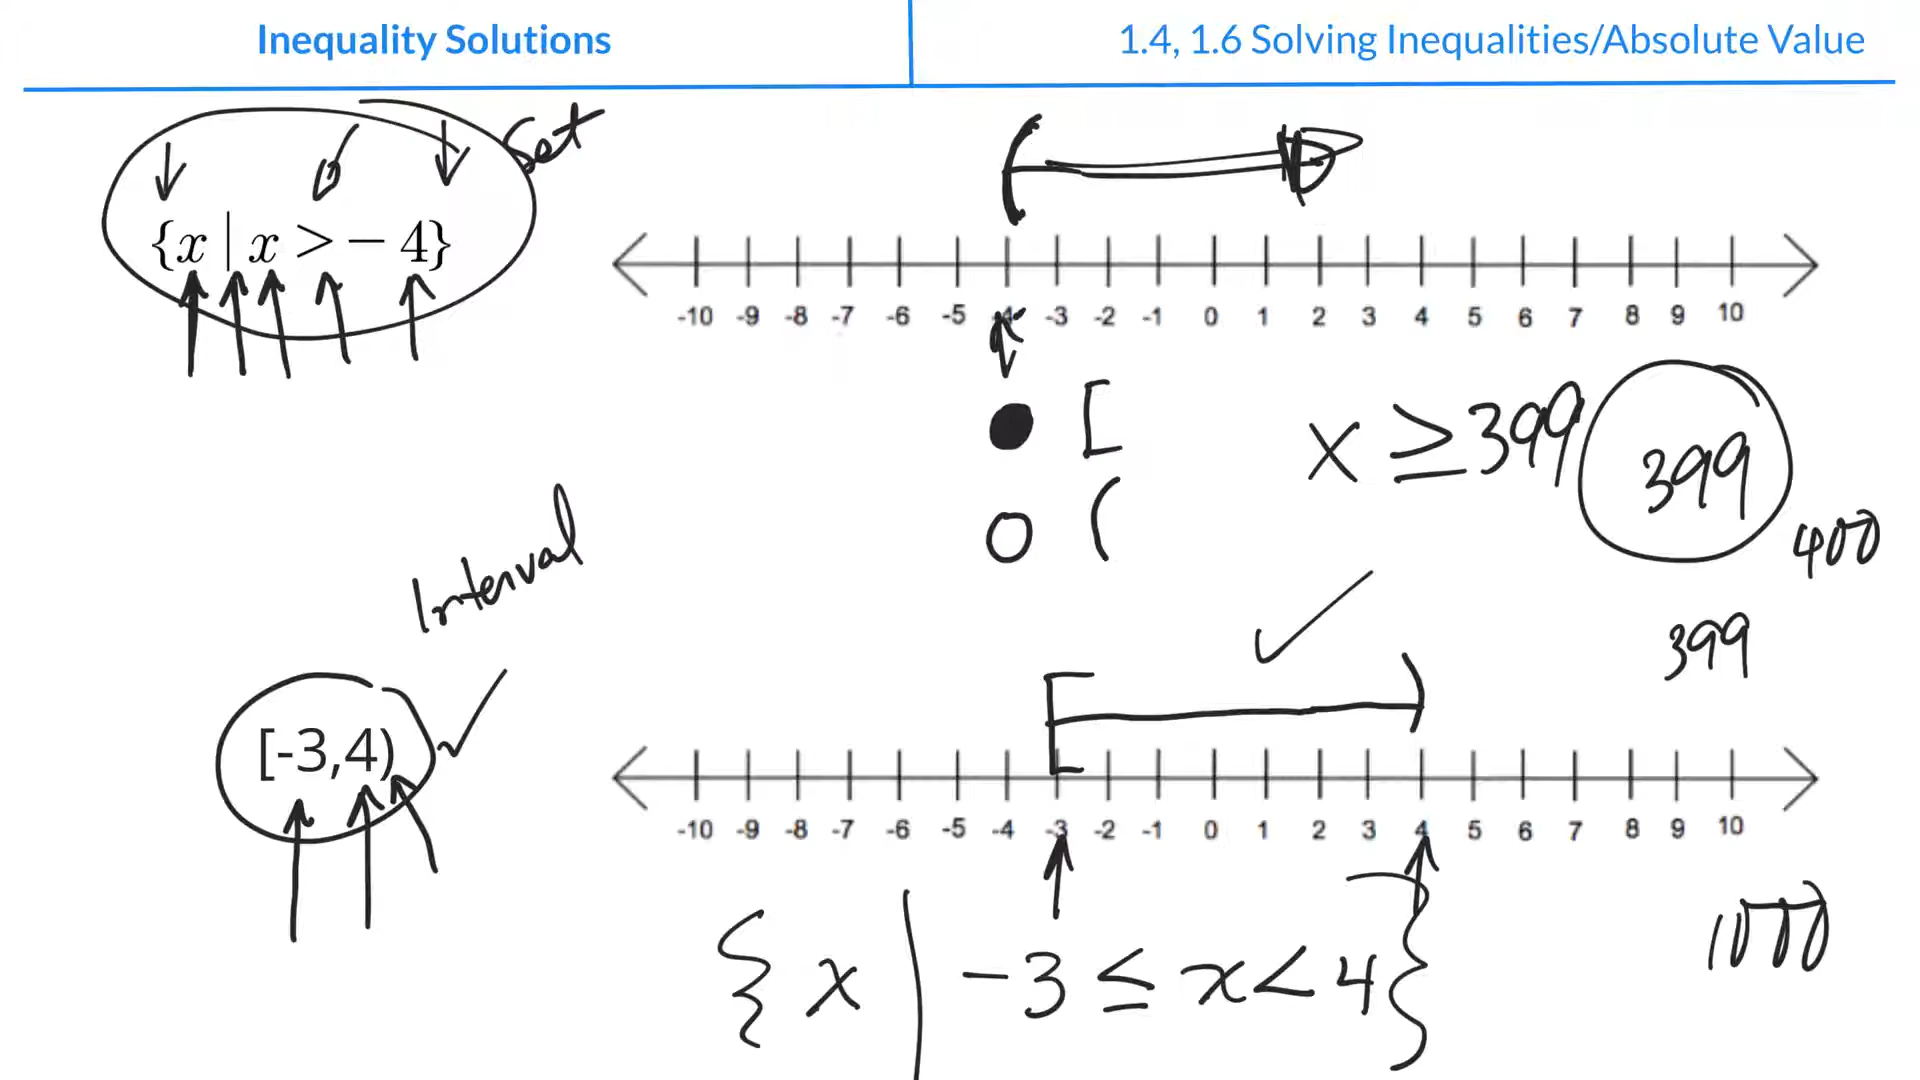 Inequality Solutions
1.4, 1.6 Solving Inequalities/Absolute Value
Set
{x | x > − 4}
-10 -9 -8 -7 -6 -5 -4 -3 -2 -1 0 1 2 3 4 5 6 7 8 9 10
[
x ≥ 399
399
(
400
Interval
399
[-3,4)
-10 -9 -8 -7 -6 -5 -4 -3 -2 -1 0 1 2 3 4 5 6 7 8 9 10
1000
{ x | -3 ≤ x < 4 }